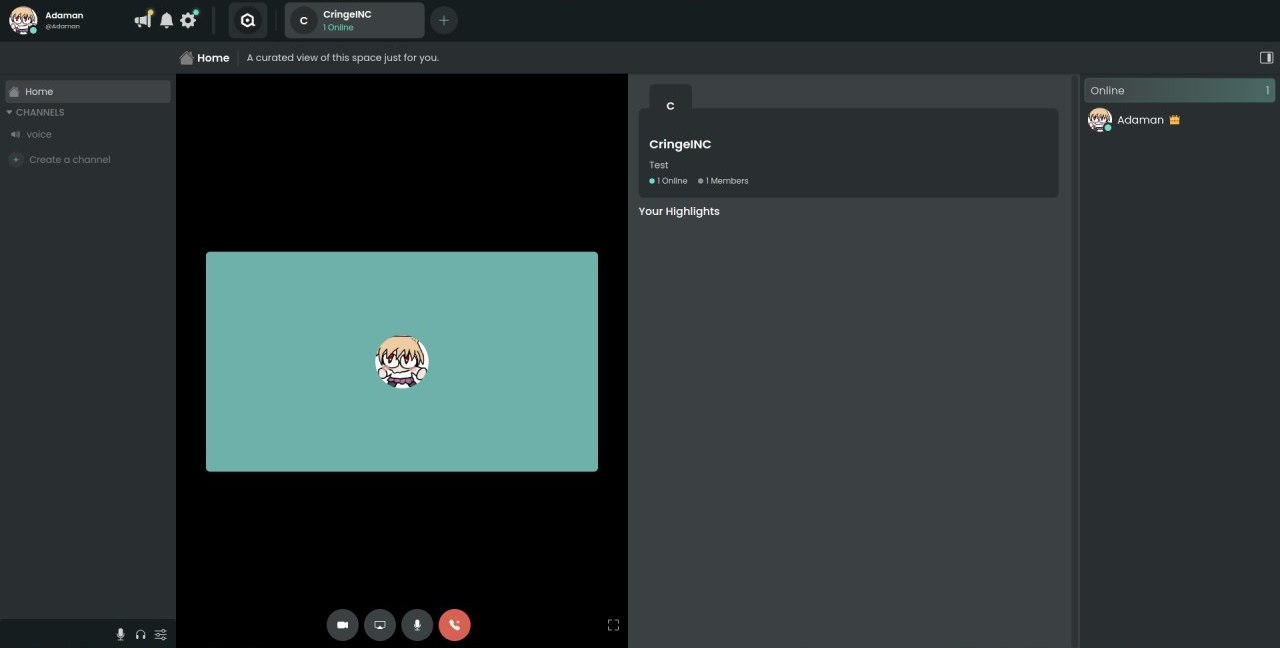 Adaman
@Adaman
C
CringeINC
1 Online
Home
A curated view of this space just for you.
Home
CHANNELS
voice
Create a channel
C
CringeINC
Test
1 Online
1 Members
Your Highlights
Online
1
Adaman